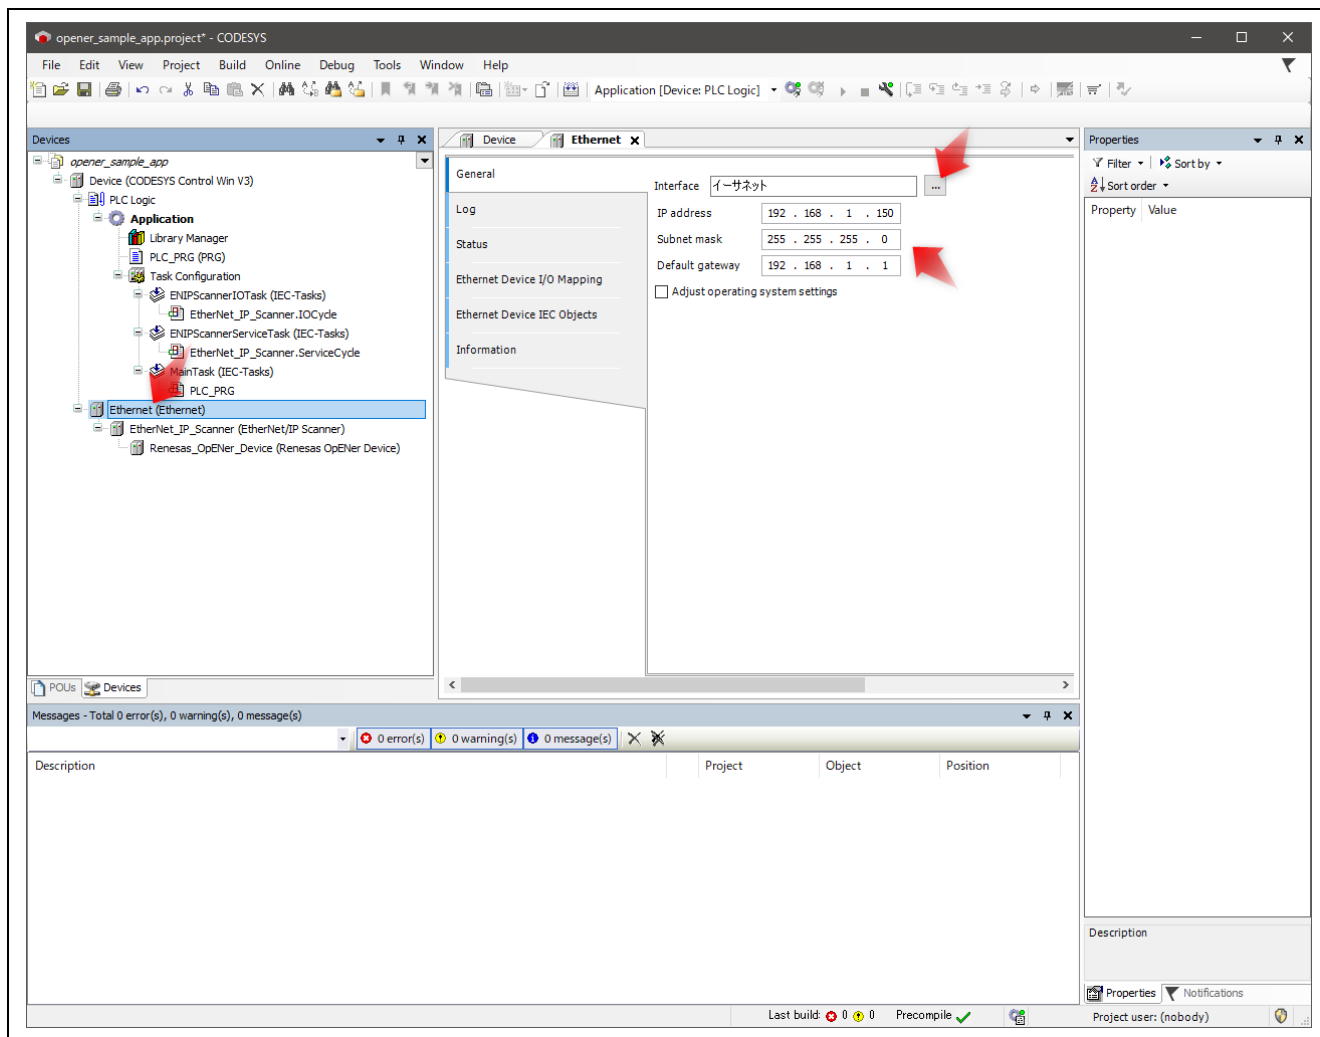 opener_sample_app.project* - CODESYS
File Edit View Project Build Online Debug Tools Window Help
Application [Device: PLC Logic]
Devices
opener_sample_app
Device (CODESYS Control Win V3)
PLC Logic
Application
Library Manager
PLC_PRG (PRG)
Task Configuration
ENIPScannerIOTask (IEC-Tasks)
EtherNet_IP_Scanner.IOCycle
ENIPScannerServiceTask (IEC-Tasks)
EtherNet_IP_Scanner.ServiceCycle
MainTask (IEC-Tasks)
PLC_PRG
Ethernet (Ethernet)
EtherNet_IP_Scanner (EtherNet/IP Scanner)
Renesas_OpENer_Device (Renesas OpENer Device)
POUs Devices
Device Ethernet
General
Log
Status
Ethernet Device I/O Mapping
Ethernet Device IEC Objects
Information
Interface イーサネット ...
IP address 192 . 168 . 1 . 150
Subnet mask 255 . 255 . 255 . 0
Default gateway 192 . 168 . 1 . 1
Adjust operating system settings
Properties
Filter Sort by
Sort order
Property Value
Description
Properties Notifications
Messages - Total 0 error(s), 0 warning(s), 0 message(s)
0 error(s) 0 warning(s) 0 message(s)
Description Project Object Position
Last build: 0 0 Precompile Project user: (nobody)